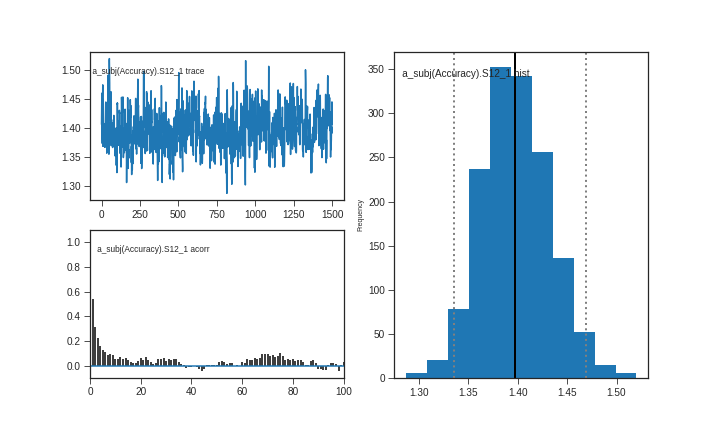 1.50
1.45
1.40
1.35
1.30
a_subj(Accuracy).S12_1 trace
0 250 500 750 1000 1250 1500
1.0
0.8
0.6
0.4
0.2
0.0
a_subj(Accuracy).S12_1 acorr
0 20 40 60 80 100
Frequency
350
300
250
200
150
100
50
0
a_subj(Accuracy).S12_1 hist
1.30 1.35 1.40 1.45 1.50